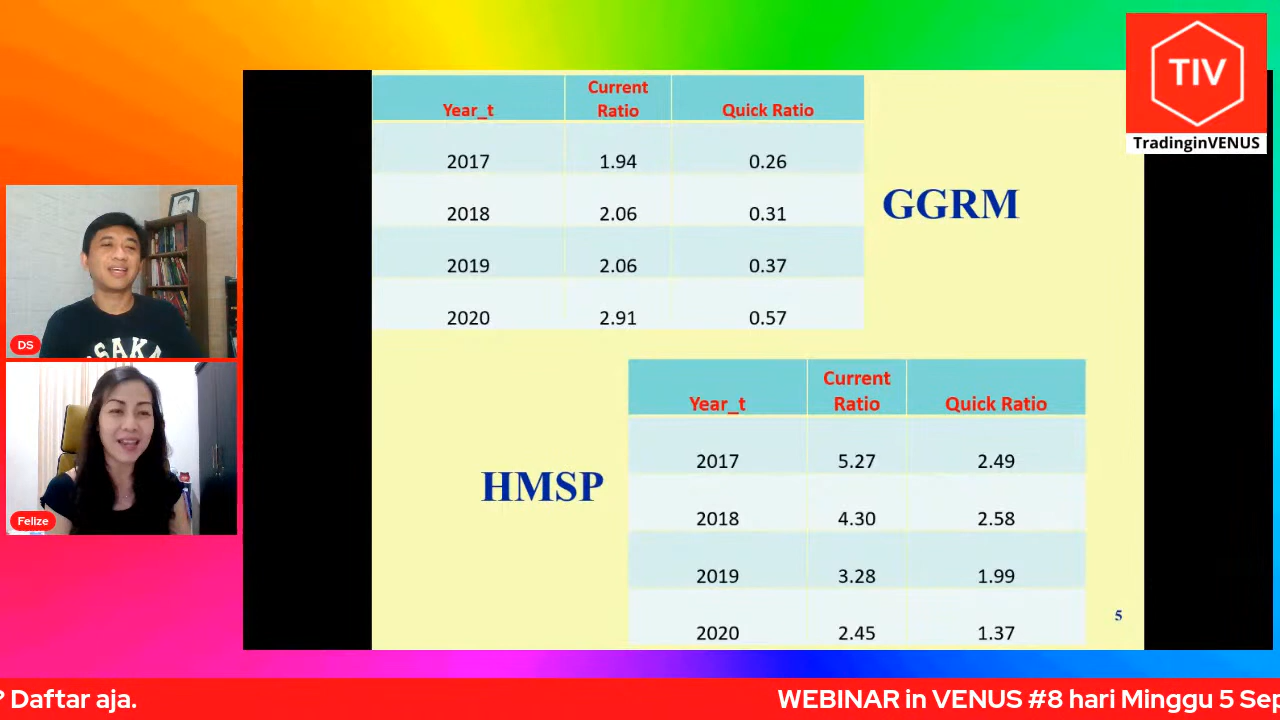 TIV
TradinginVENUS
Year_t Current Ratio Quick Ratio
2017 1.94 0.26
2018 2.06 0.31
2019 2.06 0.37
2020 2.91 0.57
GGRM
HMSP
Year_t Current Ratio Quick Ratio
2017 5.27 2.49
2018 4.30 2.58
2019 3.28 1.99
2020 2.45 1.37
5
DS
Felize
? Daftar aja.
WEBINAR in VENUS #8 hari Minggu 5 Sep